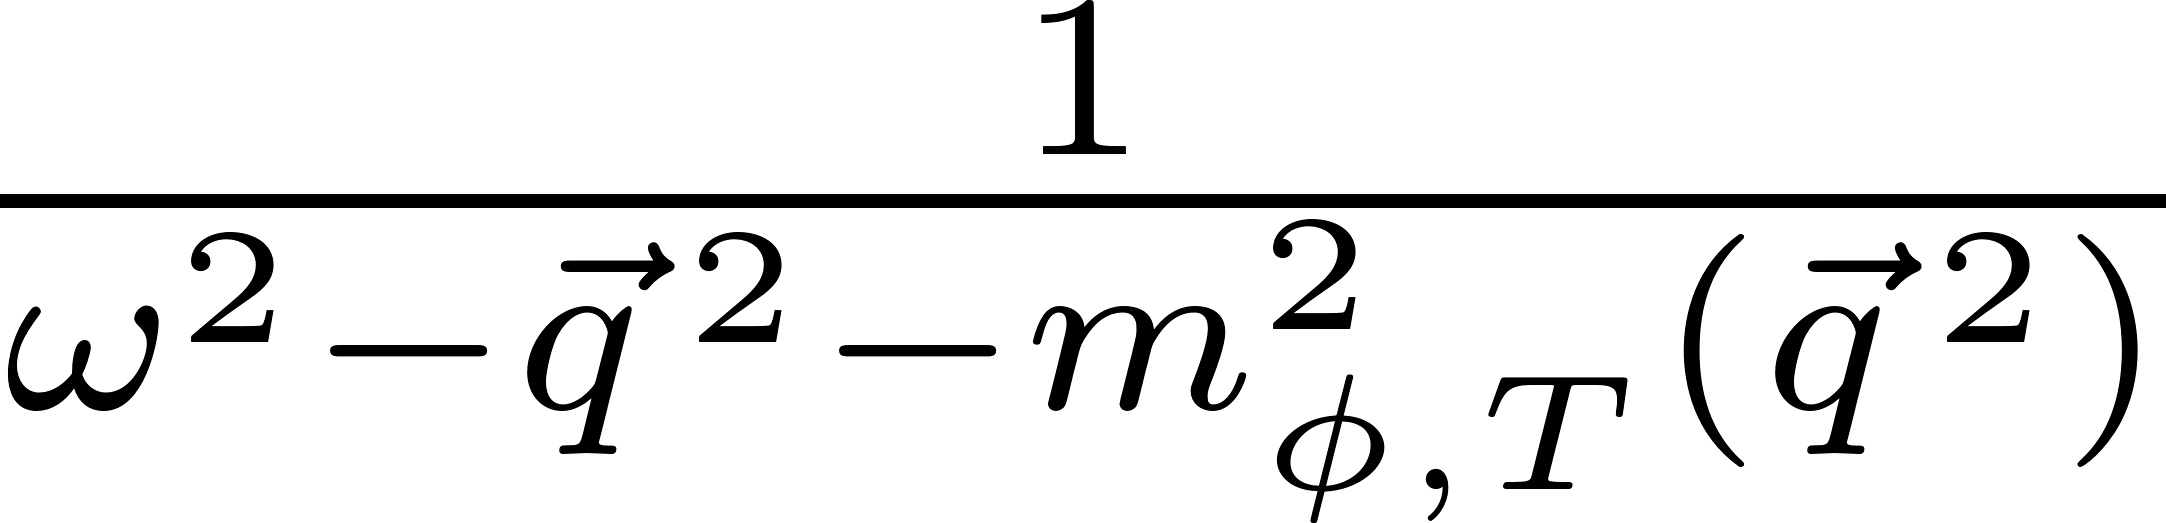 \frac{1}{\omega^2 - \vec{q}^{\,2} - m_{\phi,T}^2(\vec{q}^{\,2})}